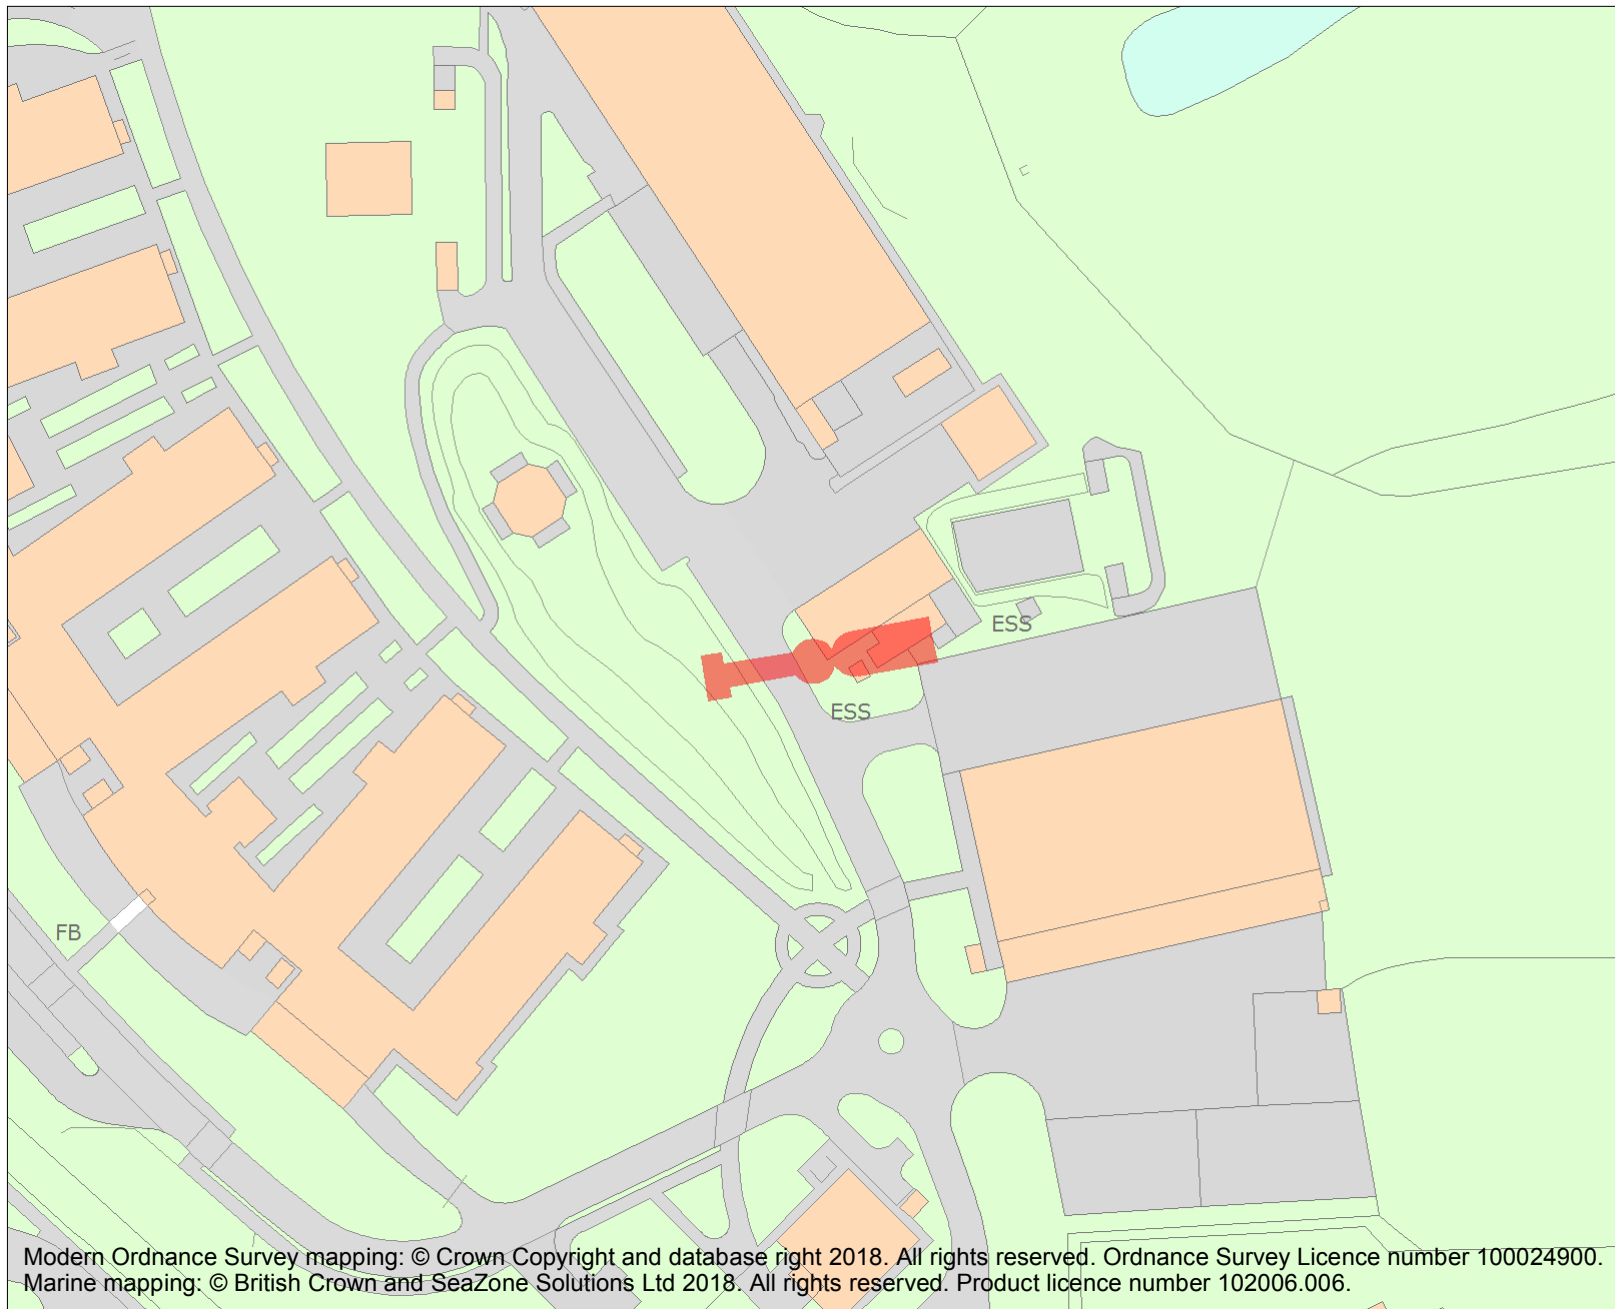 ESS
ESS
FB
Modern Ordnance Survey mapping: © Crown Copyright and database right 2018. All rights reserved. Ordnance Survey Licence number 100024900.
Marine mapping: © British Crown and SeaZone Solutions Ltd 2018. All rights reserved. Product licence number 102006.006.